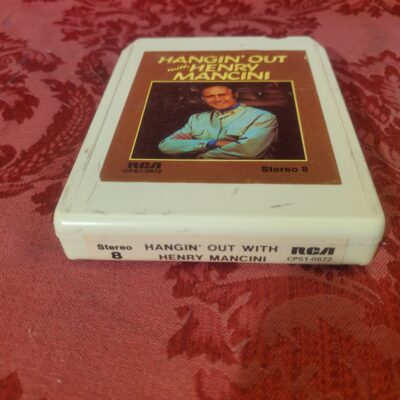 HANGIN' OUT
with HENRY
MANCINI
RCA
CPS1-0672
Stereo 8
Stereo
8
HANGIN' OUT WITH
HENRY MANCINI
RCA
CPS1-0672